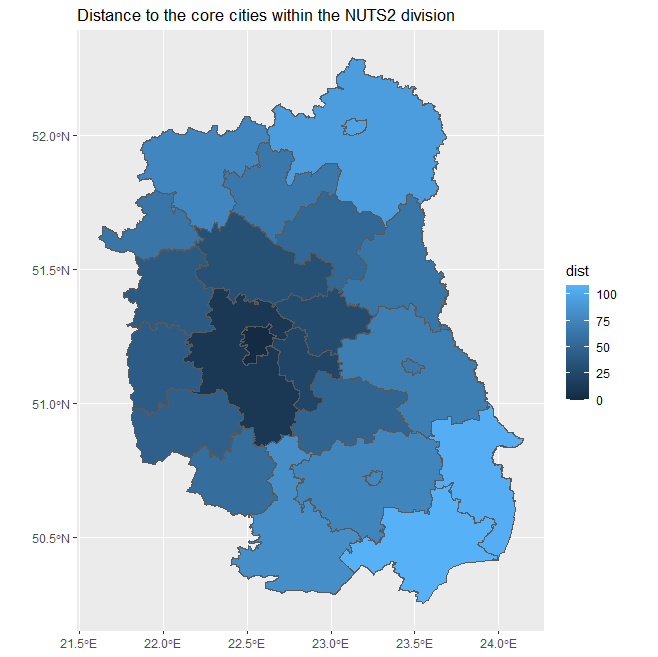 Distance to the core cities within the NUTS2 division
52.0°N
51.5°N
51.0°N
50.5°N
21.5°E 22.0°E 22.5°E 23.0°E 23.5°E 24.0°E
dist
100
75
50
25
0